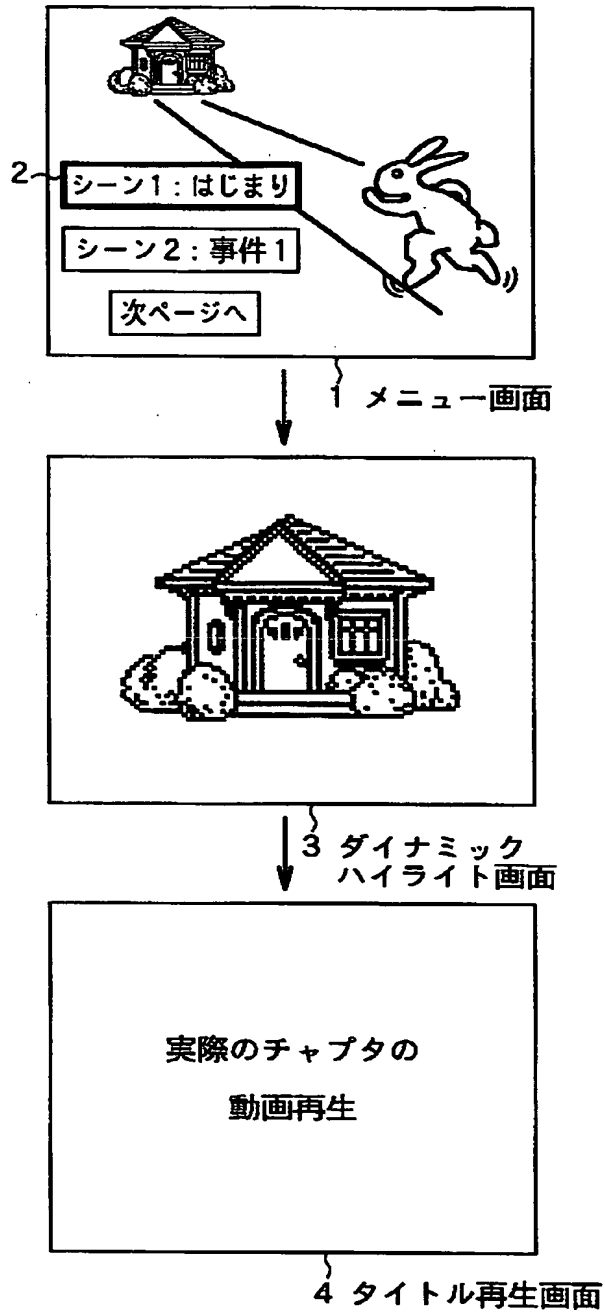 2
シーン1:はじまり
シーン2:事件1
次ページへ
1 メニュー画面
3 ダイナミック
ハイライト画面
実際のチャプタの
動画再生
4 タイトル再生画面